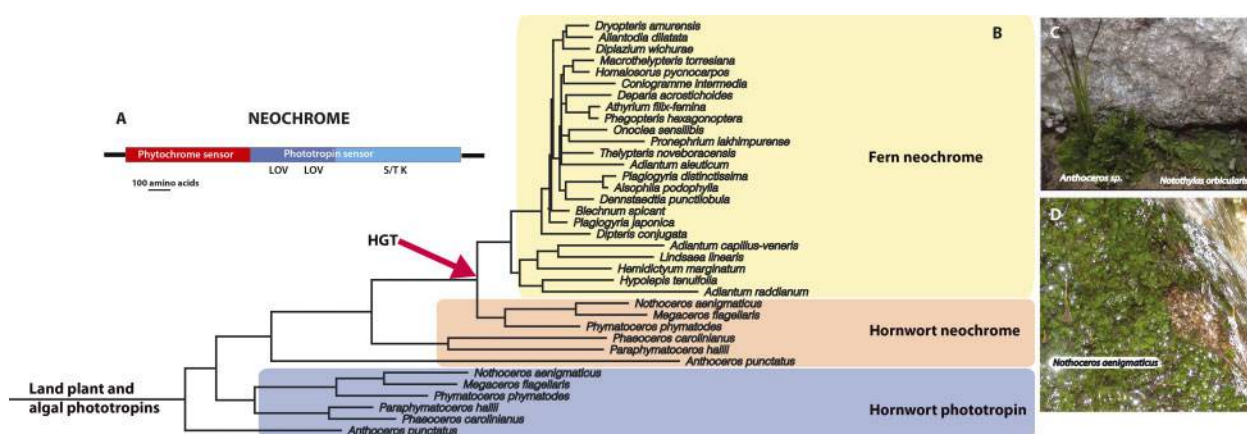 A
NEOCHROME
Phytochrome sensor
Phototropin sensor
LOV
LOV
S/T K
100 amino acids
HGT
Land plant and
algal phototropins
B
Dryopteris amurensis
Allantodia dilatata
Diplazium wichurae
Macrothelypteris torresiana
Homalosorus pycnocarpos
Coniogramme intermedia
Deparia acrostichoides
Athyrium filix-femina
Phegopteris hexagonoptera
Onoclea sensilibis
Pronephrium lakhimpurense
Thelypteris noveboracensis
Adiantum aleuticum
Plagiogyria distinctissima
Alsophila podophylla
Dennstaedtia punctilobula
Blechnum spicant
Plagiogyria japonica
Dipteris conjugata
Adiantum capillus-veneris
Lindsaea linearis
Hemidictyum marginatum
Hypolepis tenuifolia
Adiantum raddianum
Fern neochrome
Nothoceros aenigmaticus
Megaceros flagellaris
Phymatoceros phymatodes
Phaeoceros carolinianus
Paraphymatoceros hallii
Anthoceros punctatus
Hornwort neochrome
Nothoceros aenigmaticus
Megaceros flagellaris
Phymatoceros phymatodes
Paraphymatoceros hallii
Phaeoceros carolinianus
Anthoceros punctatus
Hornwort phototropin
C
Anthoceros sp.
Notothylas orbicularis
D
Nothoceros aenigmaticus